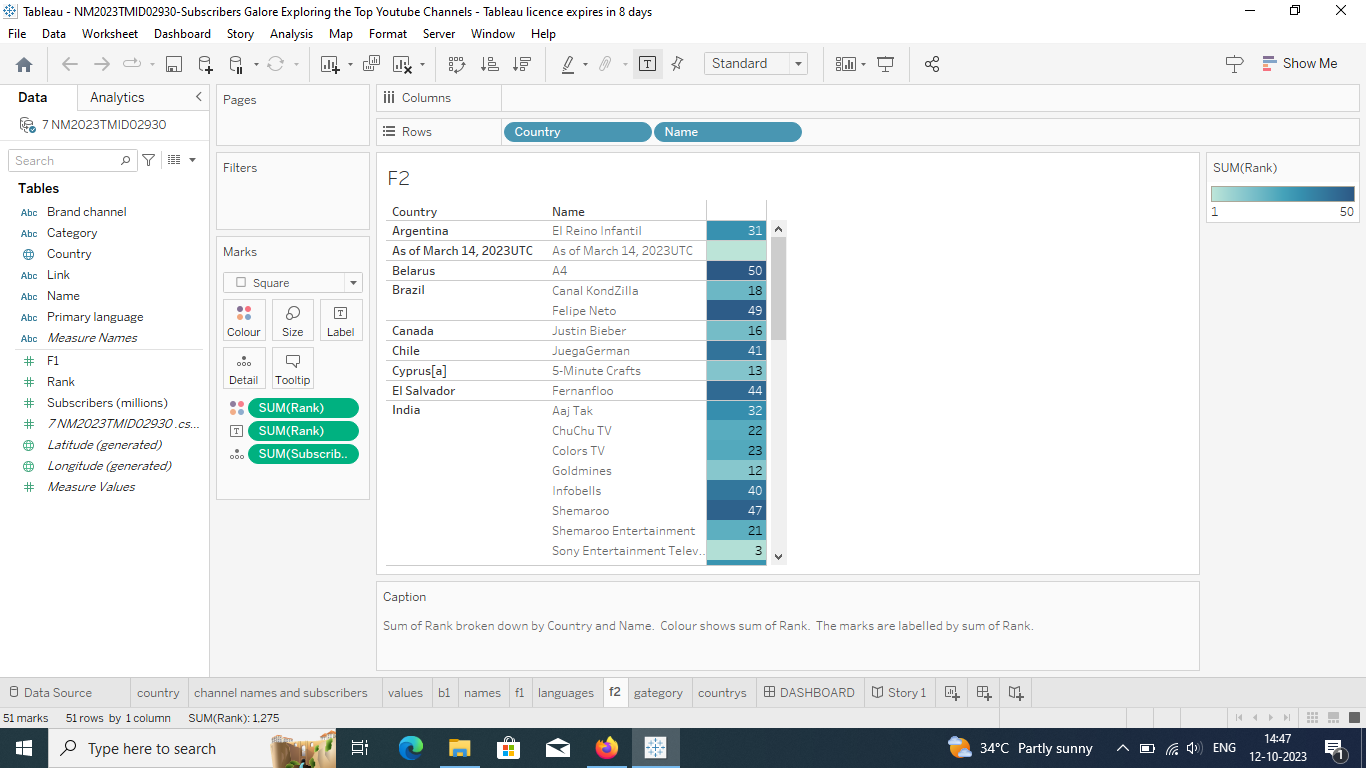 Tableau - NM2023TMID02930-Subscribers Galore Exploring the Top Youtube Channels - Tableau licence expires in 8 days
File Data Worksheet Dashboard Story Analysis Map Format Server Window Help
Standard
Show Me
Data Analytics
7 NM2023TMID02930
Search
Tables
Abc Brand channel
Abc Category
Country
Abc Link
Abc Name
Abc Primary language
Abc Measure Names
F1
Rank
Subscribers (millions)
7 NM2023TMID02930 .cs...
Latitude (generated)
Longitude (generated)
Measure Values
Pages
Filters
Marks
Square
Colour Size Label
Detail Tooltip
SUM(Rank)
SUM(Rank)
SUM(Subscrib..
Columns
Rows Country Name
F2
Country Name
Argentina El Reino Infantil 31
As of March 14, 2023UTC As of March 14, 2023UTC
Belarus A4 50
Brazil Canal KondZilla 18
Felipe Neto 49
Canada Justin Bieber 16
Chile JuegaGerman 41
Cyprus[a] 5-Minute Crafts 13
El Salvador Fernanfloo 44
India Aaj Tak 32
ChuChu TV 22
Colors TV 23
Goldmines 12
Infobells 40
Shemaroo 47
Shemaroo Entertainment 21
Sony Entertainment Telev.. 3
SUM(Rank)
1 50
Caption
Sum of Rank broken down by Country and Name. Colour shows sum of Rank. The marks are labelled by sum of Rank.
Data Source country channel names and subscribers values b1 names f1 languages f2 gategory countrys DASHBOARD Story 1
51 marks 51 rows by 1 column SUM(Rank): 1,275
Type here to search
34°C Partly sunny
ENG
14:47
12-10-2023
1